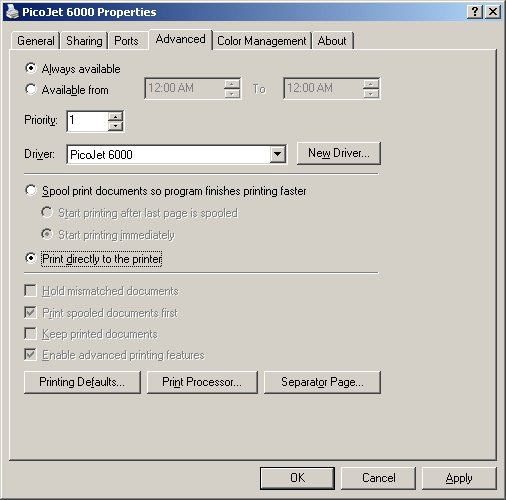 PicoJet 6000 Properties
General Sharing Ports Advanced Color Management About
Always available
Available from 12:00 AM To 12:00 AM
Priority: 1
Driver: PicoJet 6000 New Driver...
Spool print documents so program finishes printing faster
Start printing after last page is spooled
Start printing immediately
Print directly to the printer
Hold mismatched documents
Print spooled documents first
Keep printed documents
Enable advanced printing features
Printing Defaults... Print Processor... Separator Page...
OK Cancel Apply